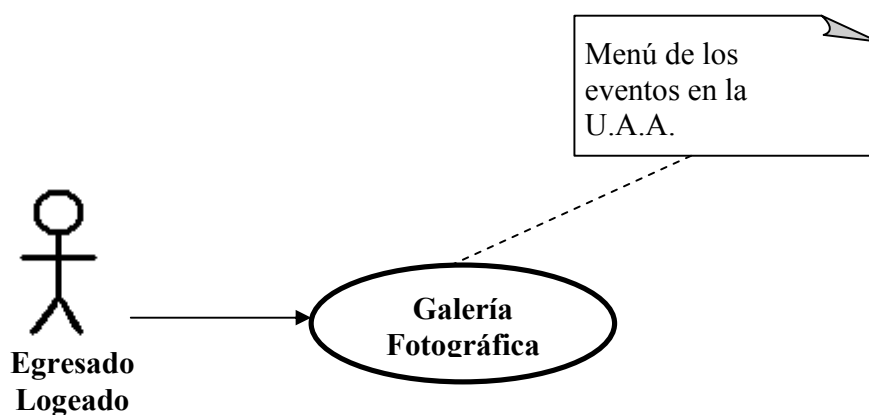 Menú de los
eventos en la
U.A.A.
Galería
Fotográfica
Egresado
Logeado